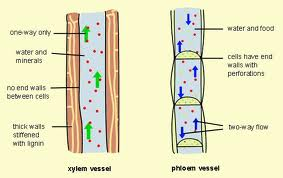 one-way only
water and
minerals
no end walls
between cells
thick walls
stiffened
with lignin
xylem vessel
water and food
cells have end
walls with
perforations
two-way flow
phloem vessel